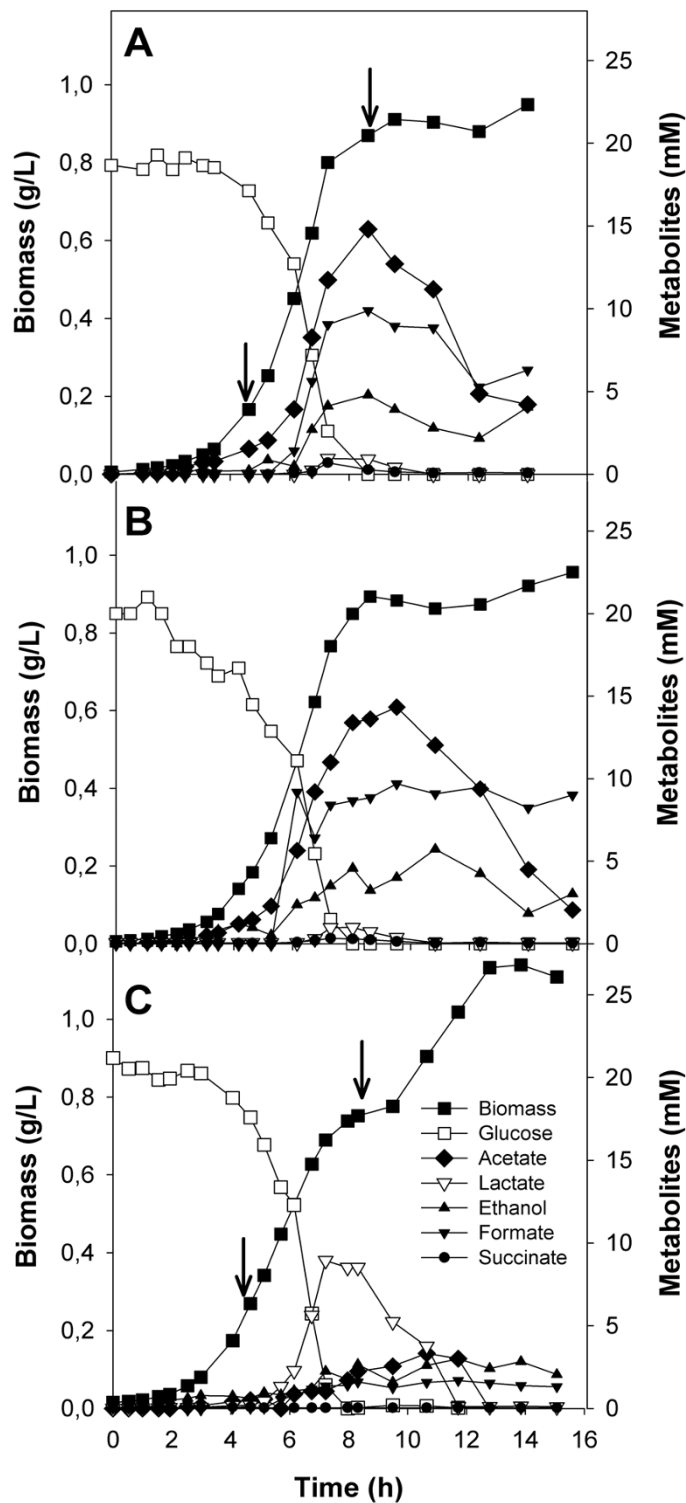 A
1,0
0,8
0,6
0,4
0,2
0,0
Biomass (g/L)
25
20
15
10
5
0
Metabolites (mM)
B
1,0
0,8
0,6
0,4
0,2
0,0
Biomass (g/L)
25
20
15
10
5
0
Metabolites (mM)
C
1,0
0,8
0,6
0,4
0,2
0,0
Biomass (g/L)
25
20
15
10
5
0
Metabolites (mM)
Biomass
Glucose
Acetate
Lactate
Ethanol
Formate
Succinate
0 2 4 6 8 10 12 14 16
Time (h)